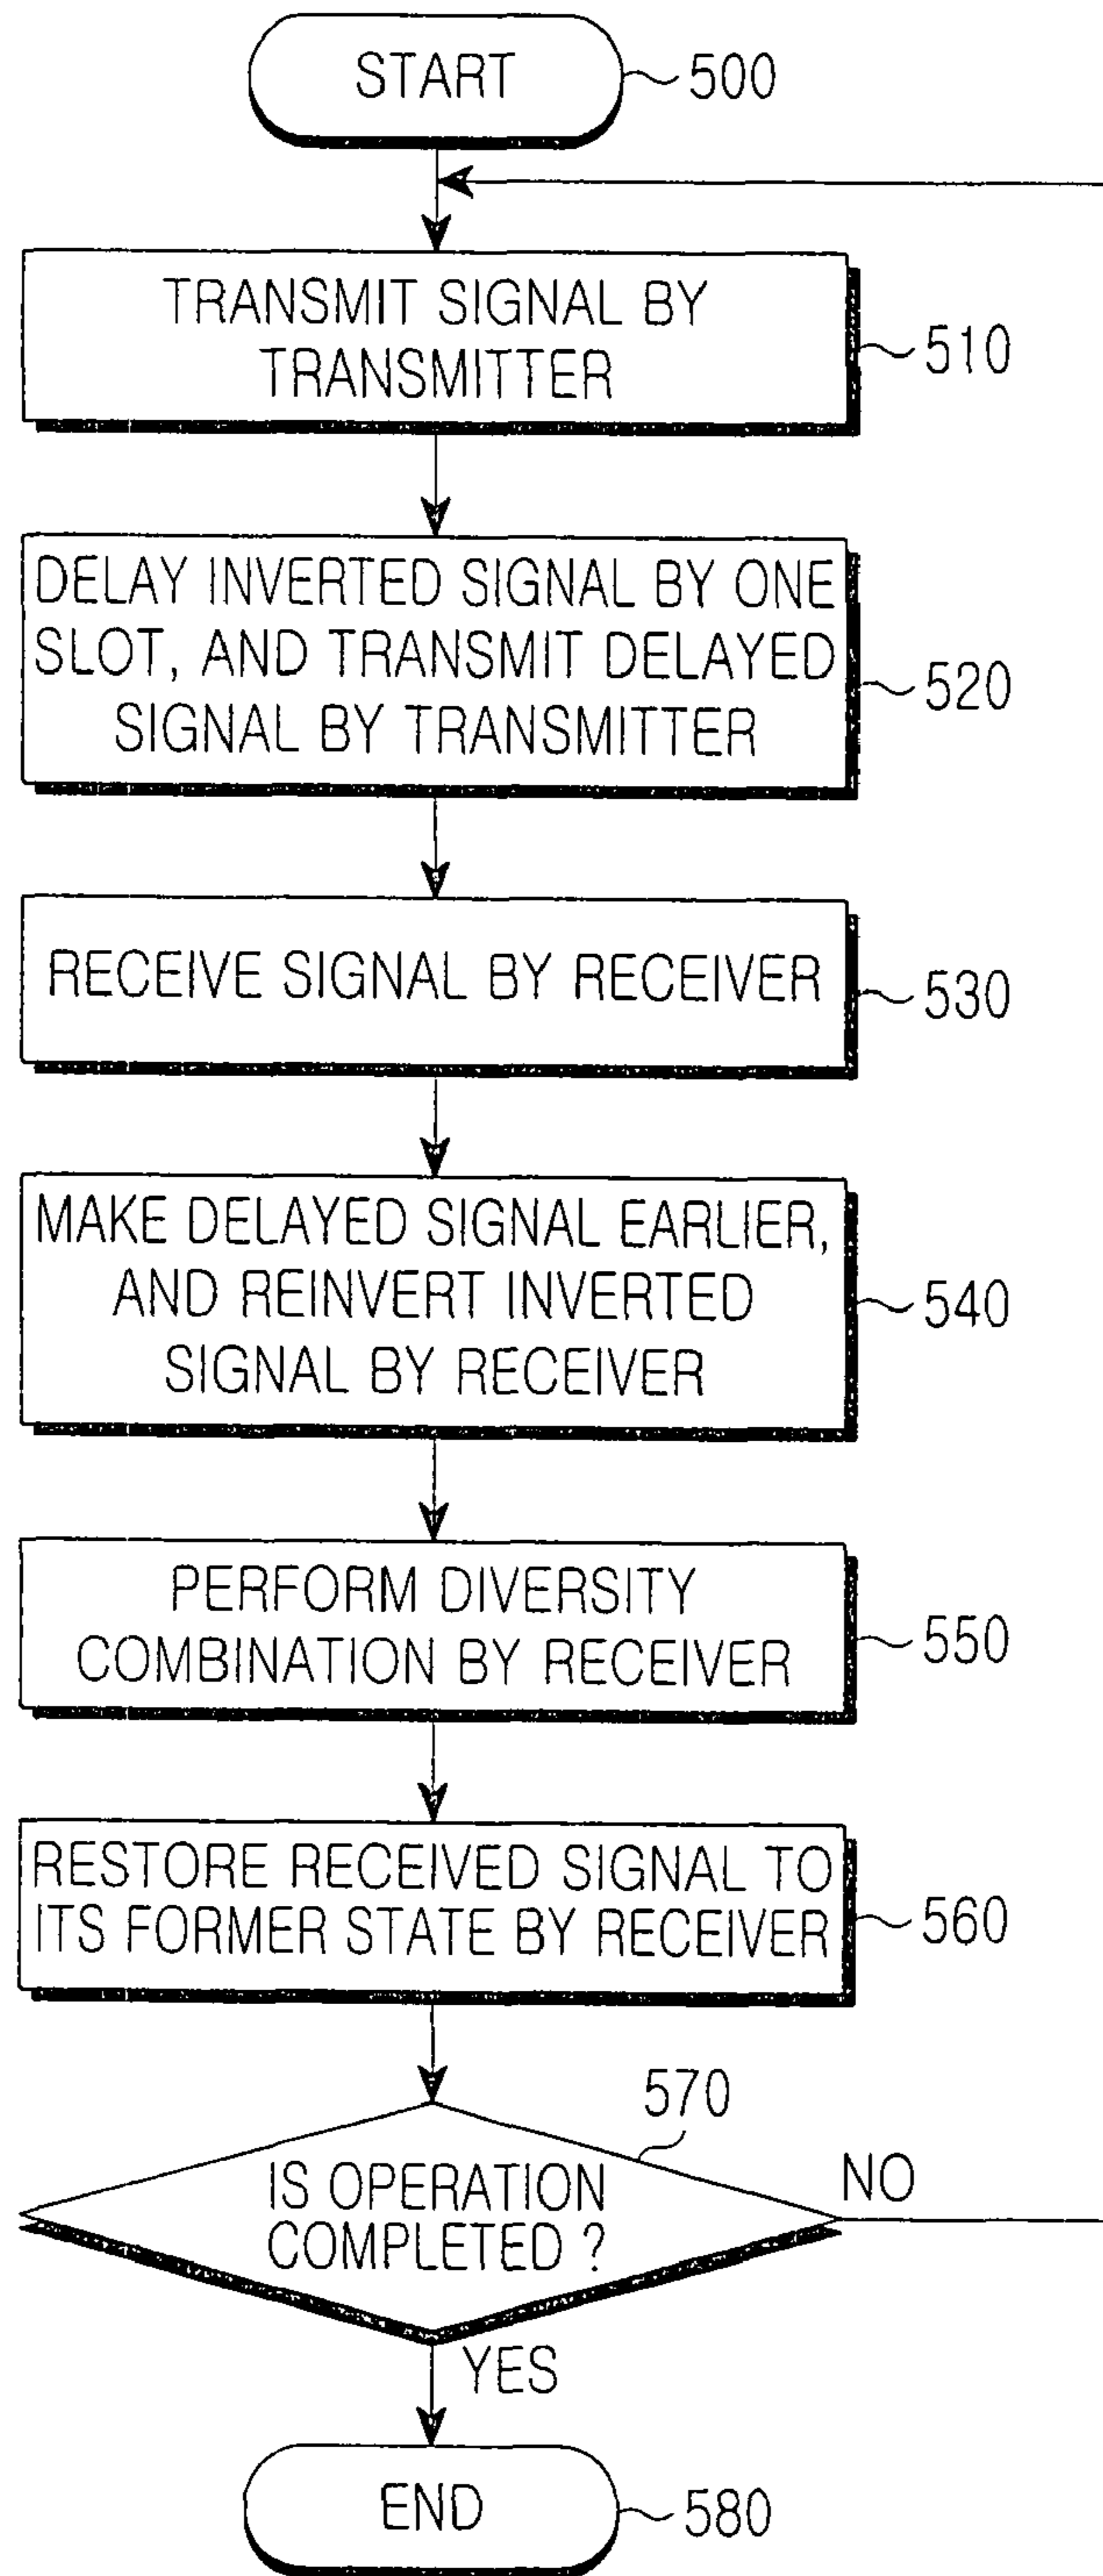 START
500
TRANSMIT SIGNAL BY
TRANSMITTER
510
DELAY INVERTED SIGNAL BY ONE
SLOT, AND TRANSMIT DELAYED
SIGNAL BY TRANSMITTER
520
RECEIVE SIGNAL BY RECEIVER
530
MAKE DELAYED SIGNAL EARLIER,
AND REINVERT INVERTED
SIGNAL BY RECEIVER
540
PERFORM DIVERSITY
COMBINATION BY RECEIVER
550
RESTORE RECEIVED SIGNAL TO
ITS FORMER STATE BY RECEIVER
560
570
IS OPERATION
COMPLETED ?
NO
YES
END
580